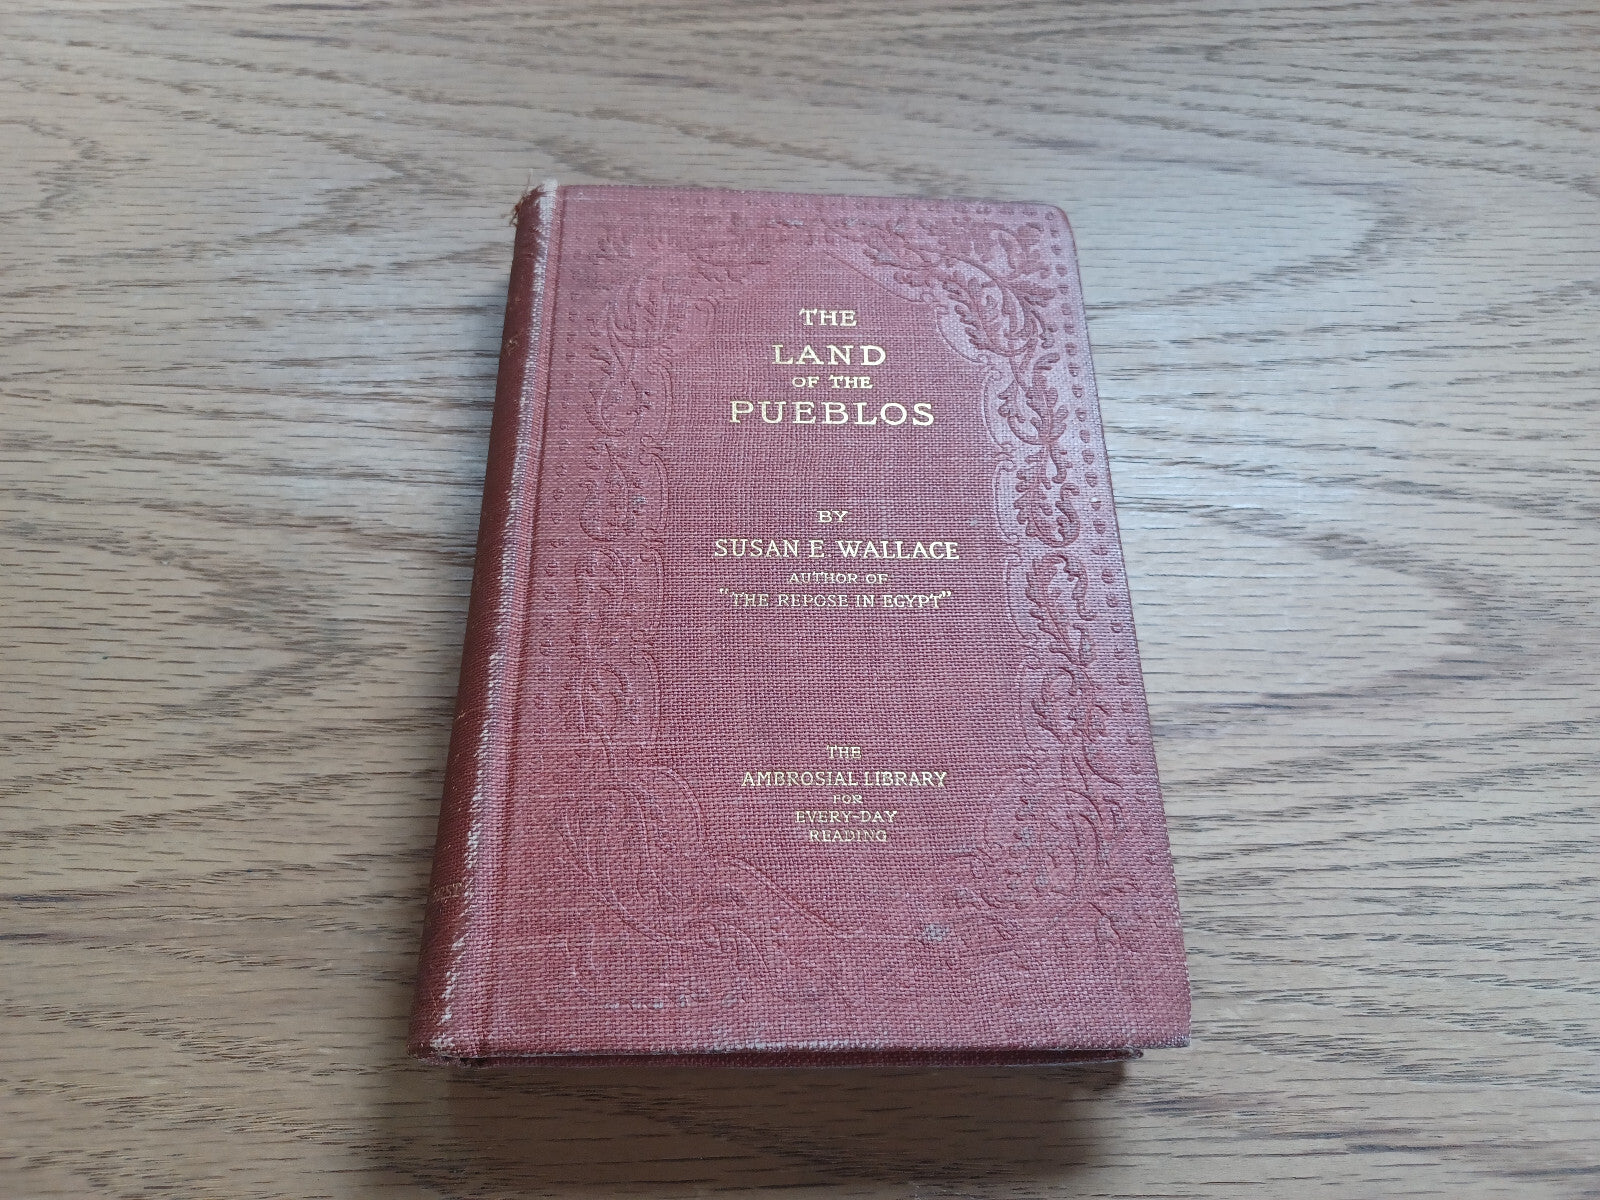 THE
LAND
OF THE
PUEBLOS
BY
SUSAN E. WALLACE
AUTHOR OF
"THE REPOSE IN EGYPT"
THE
AMBROSIAL LIBRARY
FOR
EVERY-DAY
READING